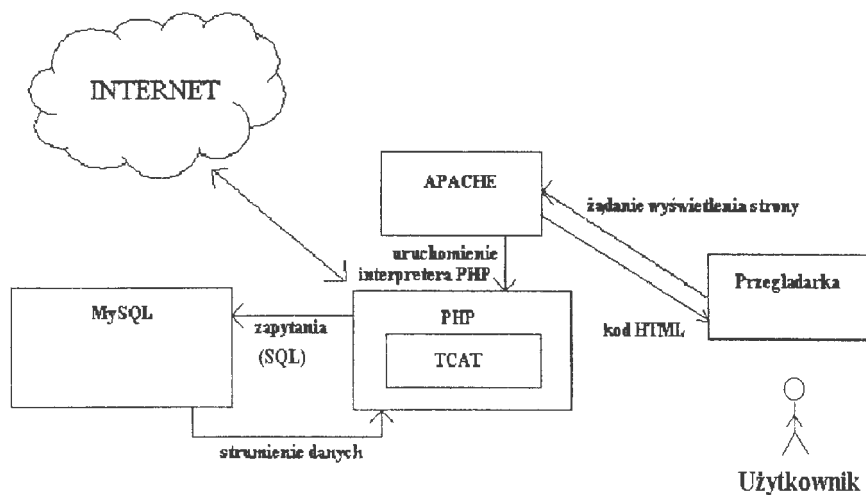 INTERNET
APACHE
żądanie wyświetlenia strony
uruchomienie
interpretera PHP
Przegladarka
MySQL
zapytania
(SQL)
PHP
TCAT
kod HTML
strumienie danych
Użytkownik